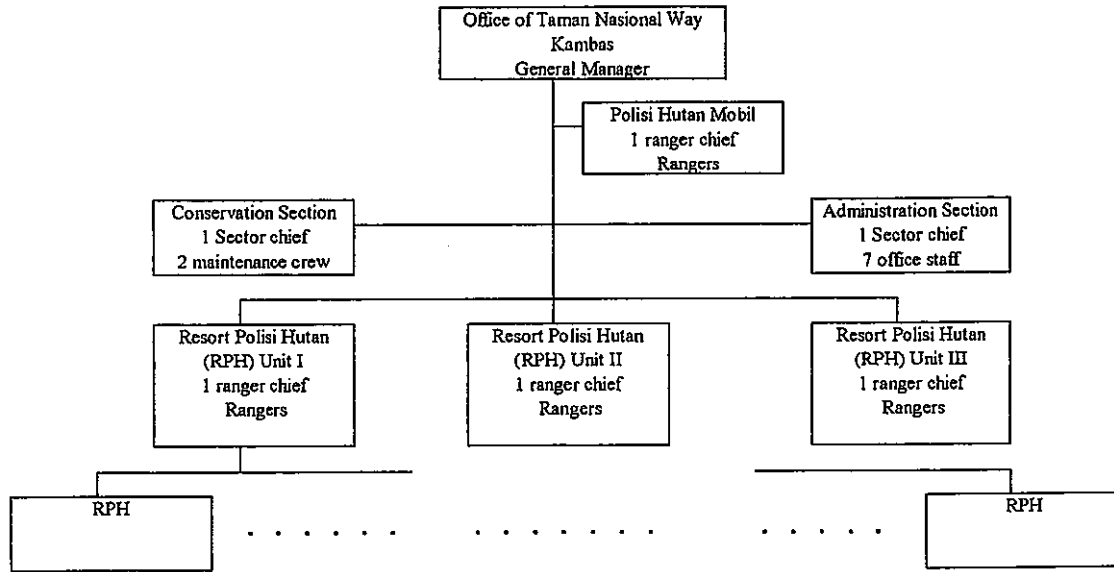 Office of Taman Nasional Way
Kambas
General Manager
Polisi Hutan Mobil
1 ranger chief
Rangers
Conservation Section
1 Sector chief
2 maintenance crew
Administration Section
1 Sector chief
7 office staff
Resort Polisi Hutan
(RPH) Unit I
1 ranger chief
Rangers
Resort Polisi Hutan
(RPH) Unit II
1 ranger chief
Rangers
Resort Polisi Hutan
(RPH) Unit III
1 ranger chief
Rangers
RPH
RPH